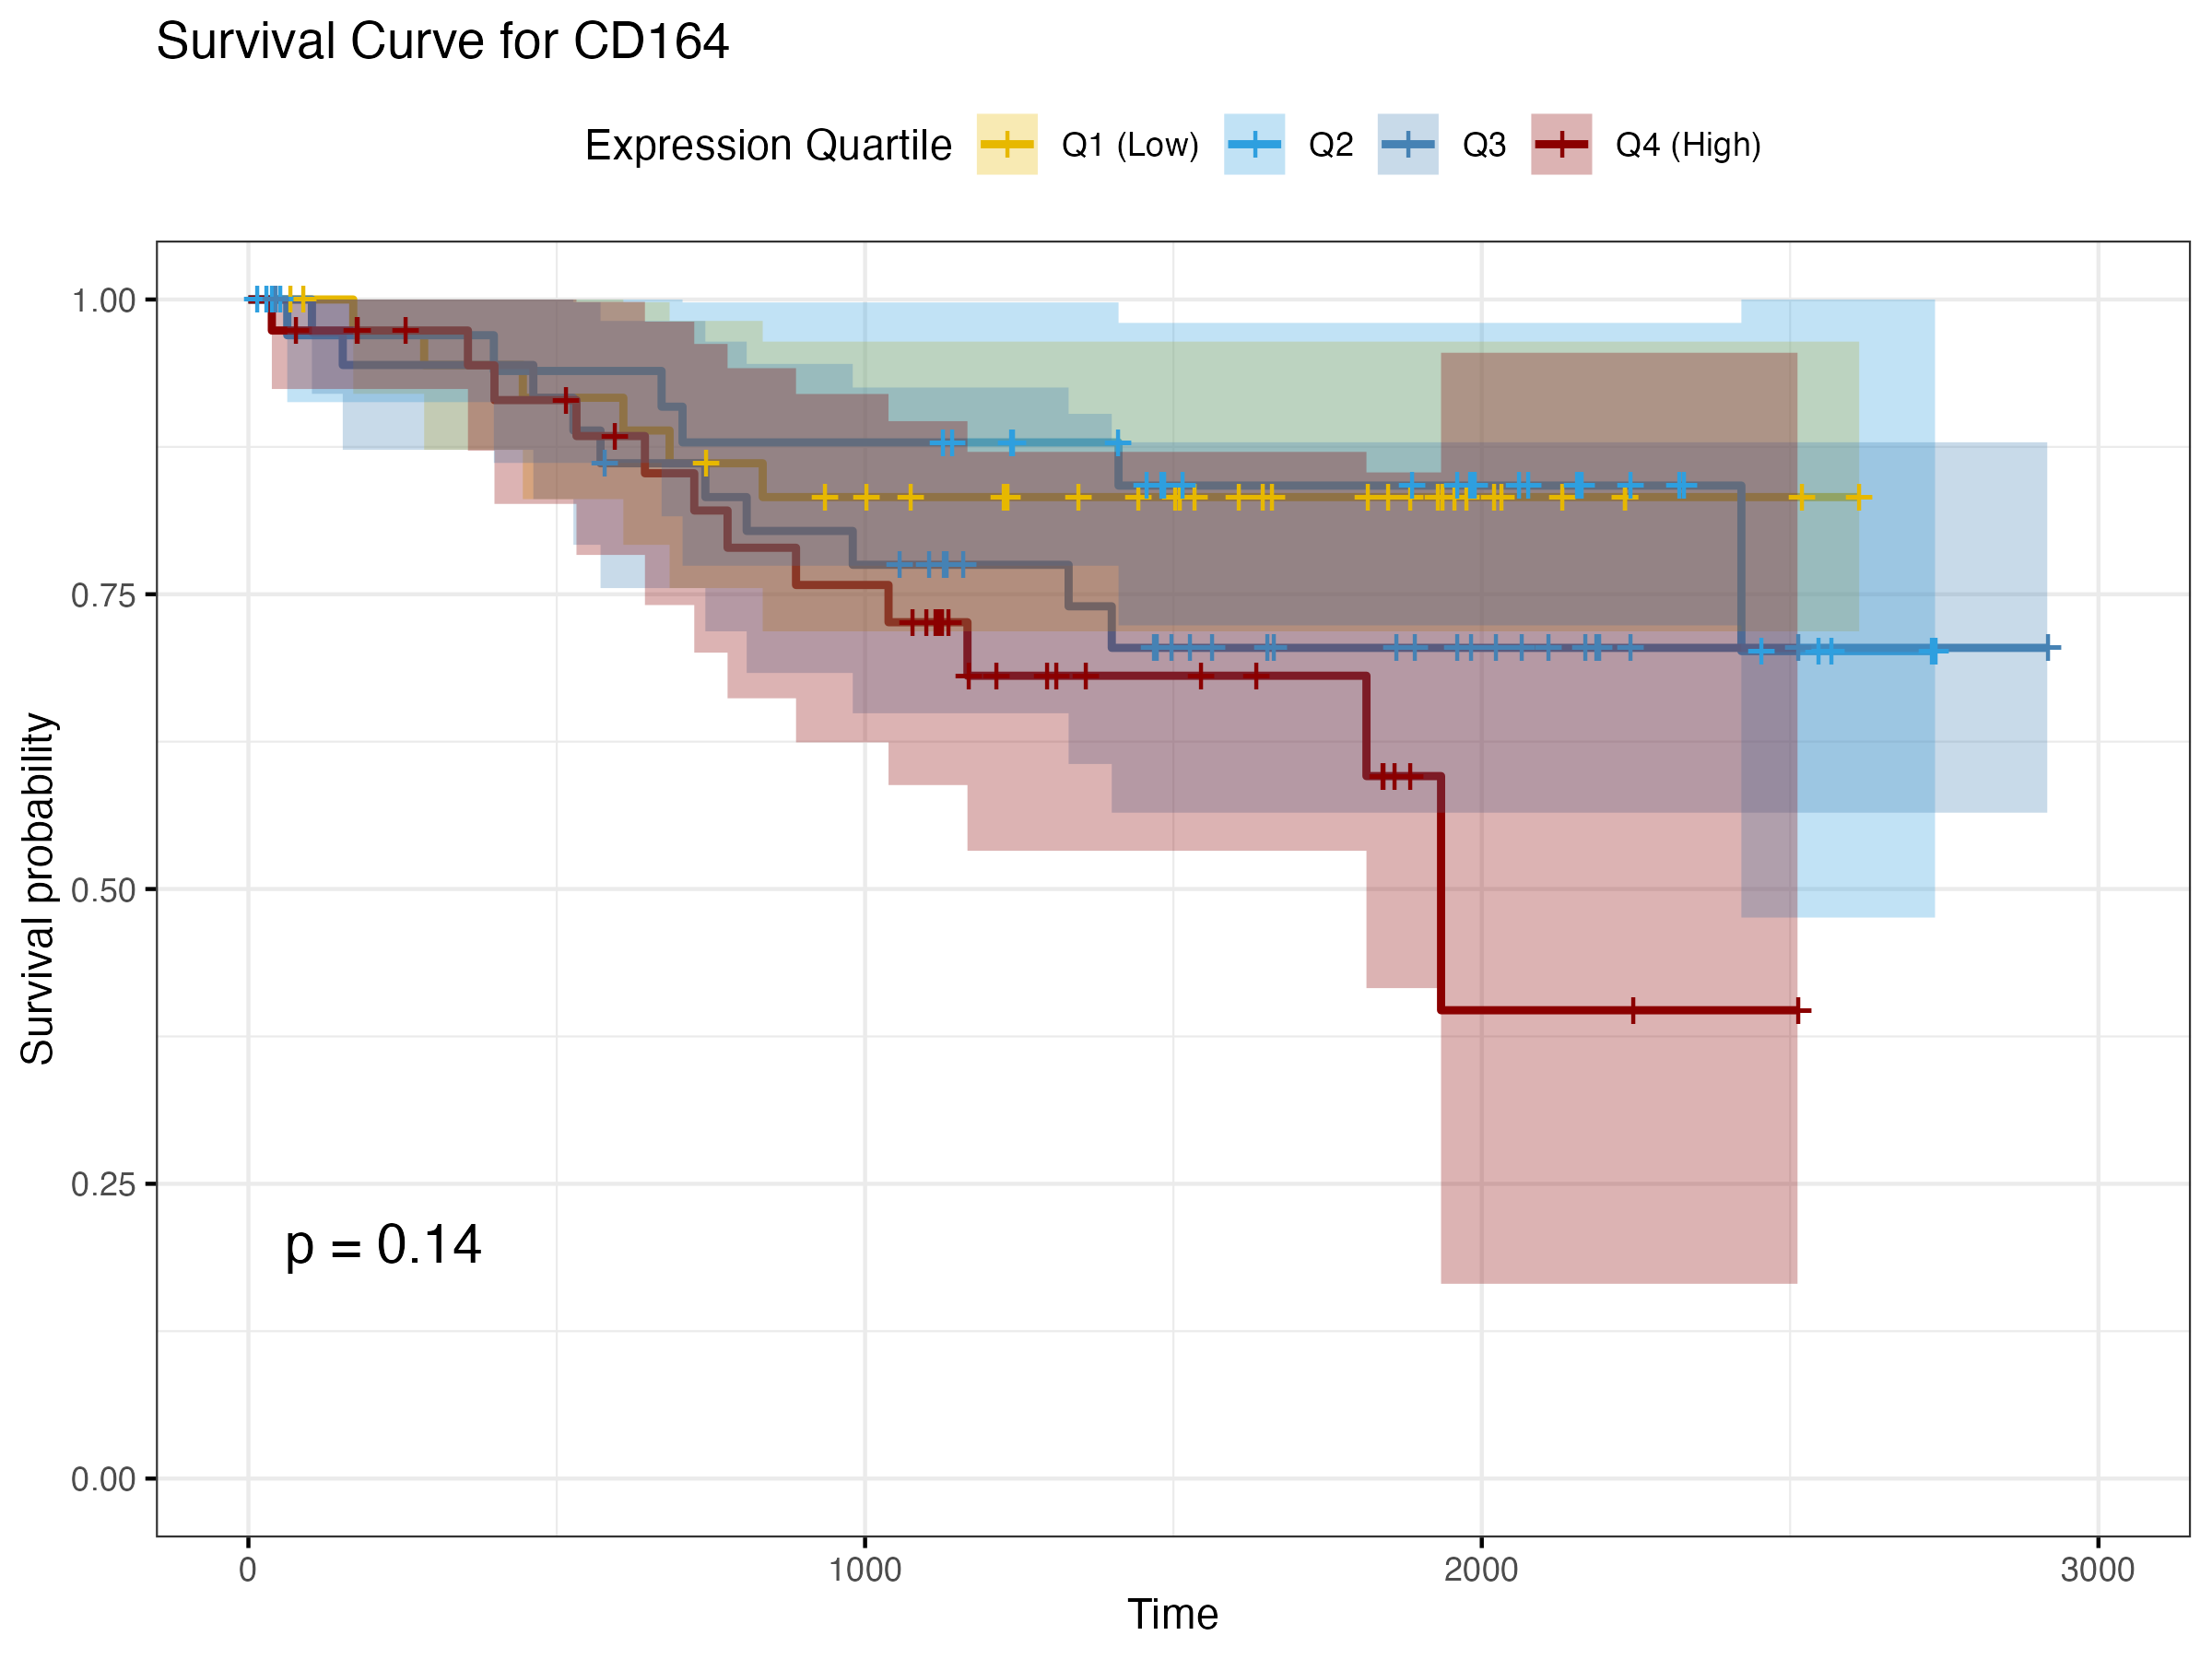 Survival Curve for CD164
Expression Quartile Q1 (Low) Q2 Q3 Q4 (High)
1.00
0.75
0.50
0.25
0.00
Survival probability
p = 0.14
0 1000 2000 3000
Time